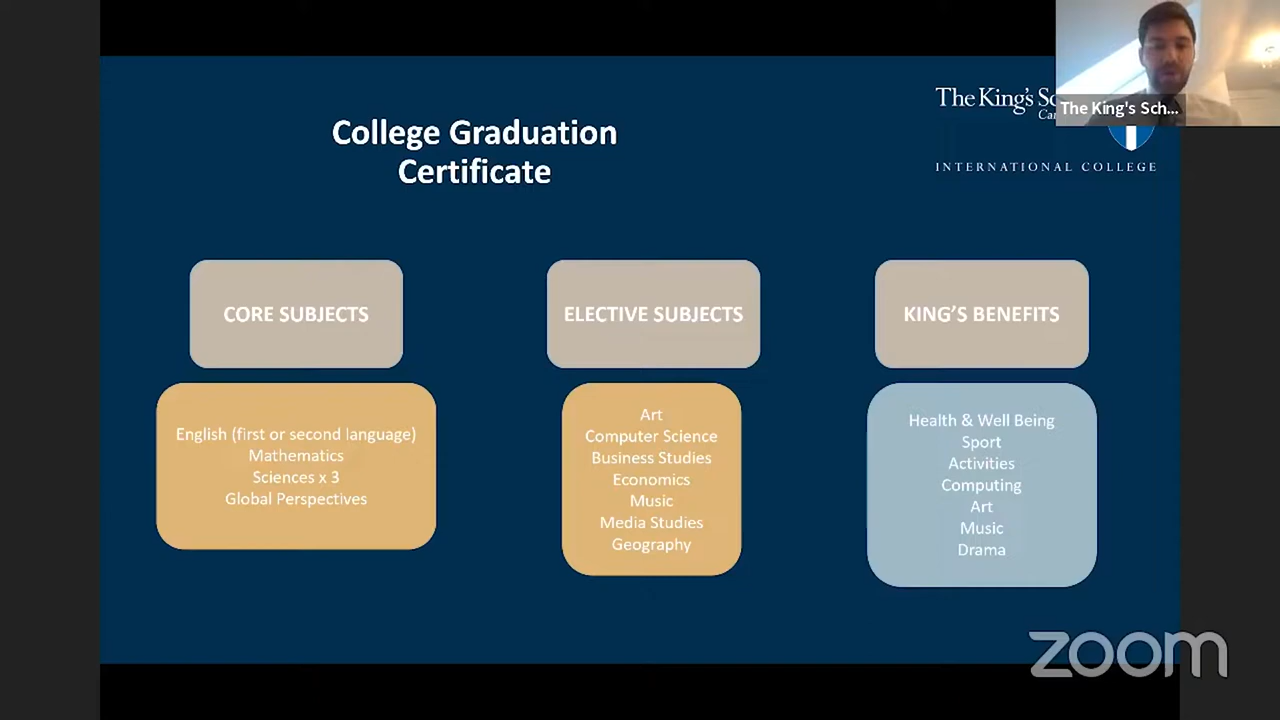 The King's Sch...
College Graduation
Certificate
The King's
INTERNATIONAL COLLEGE
CORE SUBJECTS
English (first or second language)
Mathematics
Sciences x 3
Global Perspectives
ELECTIVE SUBJECTS
Art
Computer Science
Business Studies
Economics
Music
Media Studies
Geography
KING'S BENEFITS
Health & Well Being
Sport
Activities
Computing
Art
Music
Drama
zoom